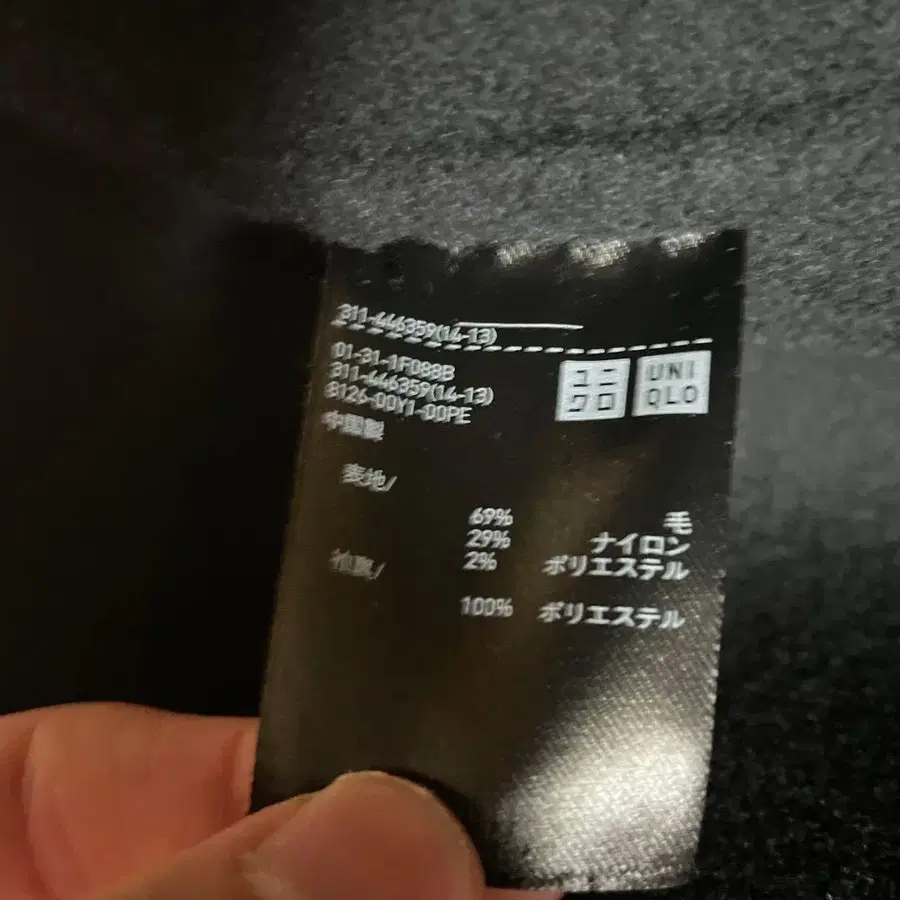 311-446359(14-13)
01-31-1F088B
311-446359(14-13)
8126-00Y1-00PE
中国製
ユニ
クロ
UNI
QLO
表地/
69% 毛
29% ナイロン
2% ポリエステル
袖裏/
100% ポリエステル